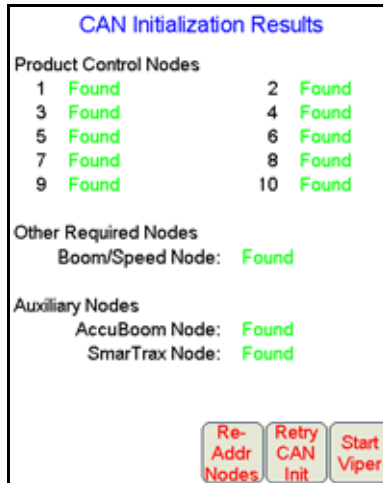 CAN Initialization Results
Product Control Nodes
1 Found 2 Found
3 Found 4 Found
5 Found 6 Found
7 Found 8 Found
9 Found 10 Found
Other Required Nodes
Boom/Speed Node: Found
Auxiliary Nodes
AccuBoom Node: Found
SmarTrax Node: Found
Re-
Addr
Nodes
Retry
CAN
Init
Start
Viper